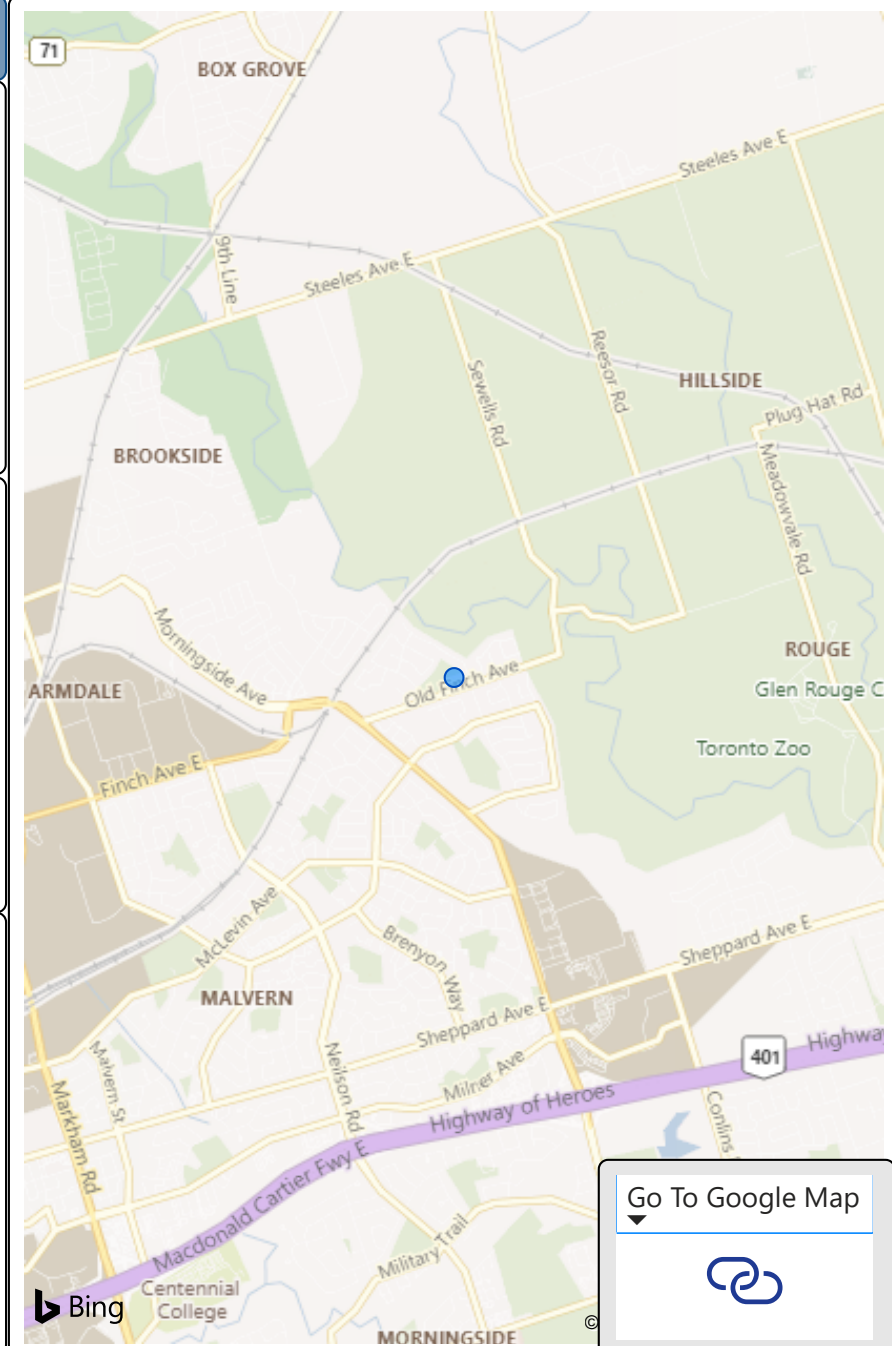 71
BOX GROVE
Steeles Ave E
9th Line
Steeles Ave E
Sewells Rd
Reesor Rd
HILLSIDE
Plug Hat Rd
BROOKSIDE
Meadowvale Rd
Morningside Ave
ROUGE
ARMDALE
Old Finch Ave
Glen Rouge C
Toronto Zoo
Finch Ave E
McLevin Ave
Brenyon Way
Sheppard Ave E
MALVERN
Sheppard Ave E
Highwa
401
Malvern St
Neilson Rd
Milner Ave
Markham Rd
Highway of Heroes
Conlins
Macdonald Cartier Fwy E
Go To Google Map
Military Trail
Centennial
College
Bing
©
MORNINGSIDE